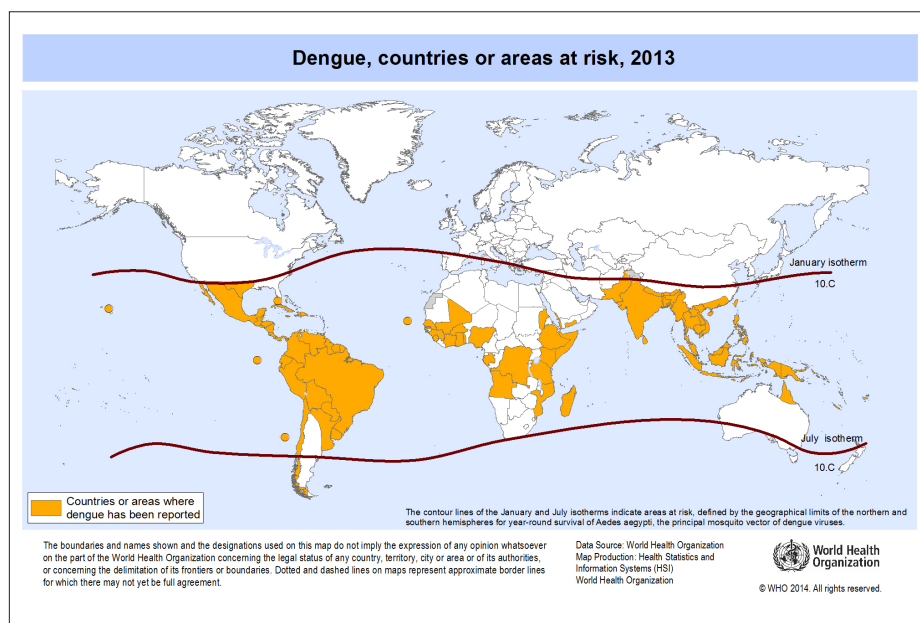 Dengue, countries or areas at risk, 2013
January isotherm
10.C
July isotherm
10.C
Countries or areas where
dengue has been reported
The contour lines of the January and July isotherms indicate areas at risk, defined by the geographical limits of the northern and
southern hemispheres for year-round survival of Aedes aegypti, the principal mosquito vector of dengue viruses.
The boundaries and names shown and the designations used on this map do not imply the expression of any opinion whatsoever
on the part of the World Health Organization concerning the legal status of any country, territory, city or area or of its authorities,
or concerning the delimitation of its frontiers or boundaries. Dotted and dashed lines on maps represent approximate border lines
for which there may not yet be full agreement.
Data Source: World Health Organization
Map Production: Health Statistics and
Information Systems (HSI)
World Health Organization
World Health
Organization
© WHO 2014. All rights reserved.